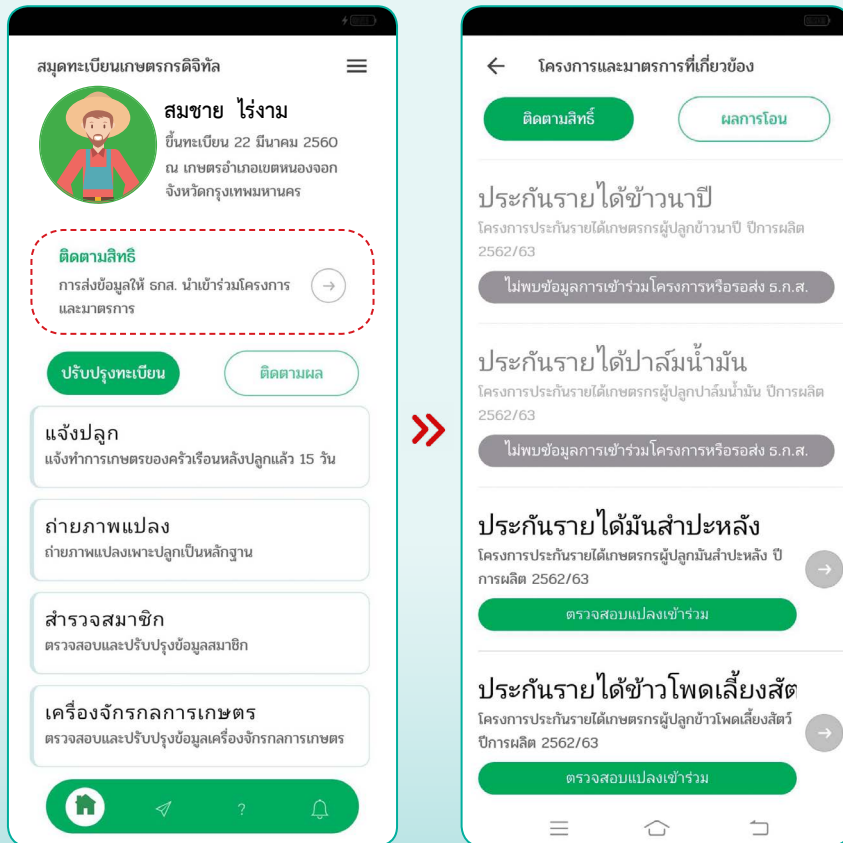 สมุดทะเบียนเกษตรกรดิจิทัล
สมชาย ไร่งาม
ขึ้นทะเบียน 22 มีนาคม 2560
ณ เกษตรอำเภอเขตหนองจอก
จังหวัดกรุงเทพมหานคร
ติดตามสิทธิ
การส่งข้อมูลให้ ธกส. นำเข้าร่วมโครงการ
และมาตรการ
ปรับปรุงทะเบียน
ติดตามผล
แจ้งปลูก
แจ้งทำการเกษตรของครัวเรือนหลังปลูกแล้ว 15 วัน
ถ่ายภาพแปลง
ถ่ายภาพแปลงเพาะปลูกเป็นหลักฐาน
สำรวจสมาชิก
ตรวจสอบและปรับปรุงข้อมูลสมาชิก
เครื่องจักรกลการเกษตร
ตรวจสอบและปรับปรุงข้อมูลเครื่องจักรกลการเกษตร
?
โครงการและมาตรการที่เกี่ยวข้อง
ติดตามสิทธิ์
ผลการโอน
ประกันรายได้ข้าวนาปี
โครงการประกันรายได้เกษตรกรผู้ปลูกข้าวนาปี ปีการผลิต
2562/63
ไม่พบข้อมูลการเข้าร่วมโครงการหรือรอส่ง ธ.ก.ส.
ประกันรายได้ปาล์มน้ำมัน
โครงการประกันรายได้เกษตรกรผู้ปลูกปาล์มน้ำมัน ปีการผลิต
2562/63
ไม่พบข้อมูลการเข้าร่วมโครงการหรือรอส่ง ธ.ก.ส.
ประกันรายได้มันสำปะหลัง
โครงการประกันรายได้เกษตรกรผู้ปลูกมันสำปะหลัง ปี
การผลิต 2562/63
ตรวจสอบแปลงเข้าร่วม
ประกันรายได้ข้าวโพดเลี้ยงสัต
โครงการประกันรายได้เกษตรกรผู้ปลูกข้าวโพดเลี้ยงสัตว์
ปีการผลิต 2562/63
ตรวจสอบแปลงเข้าร่วม